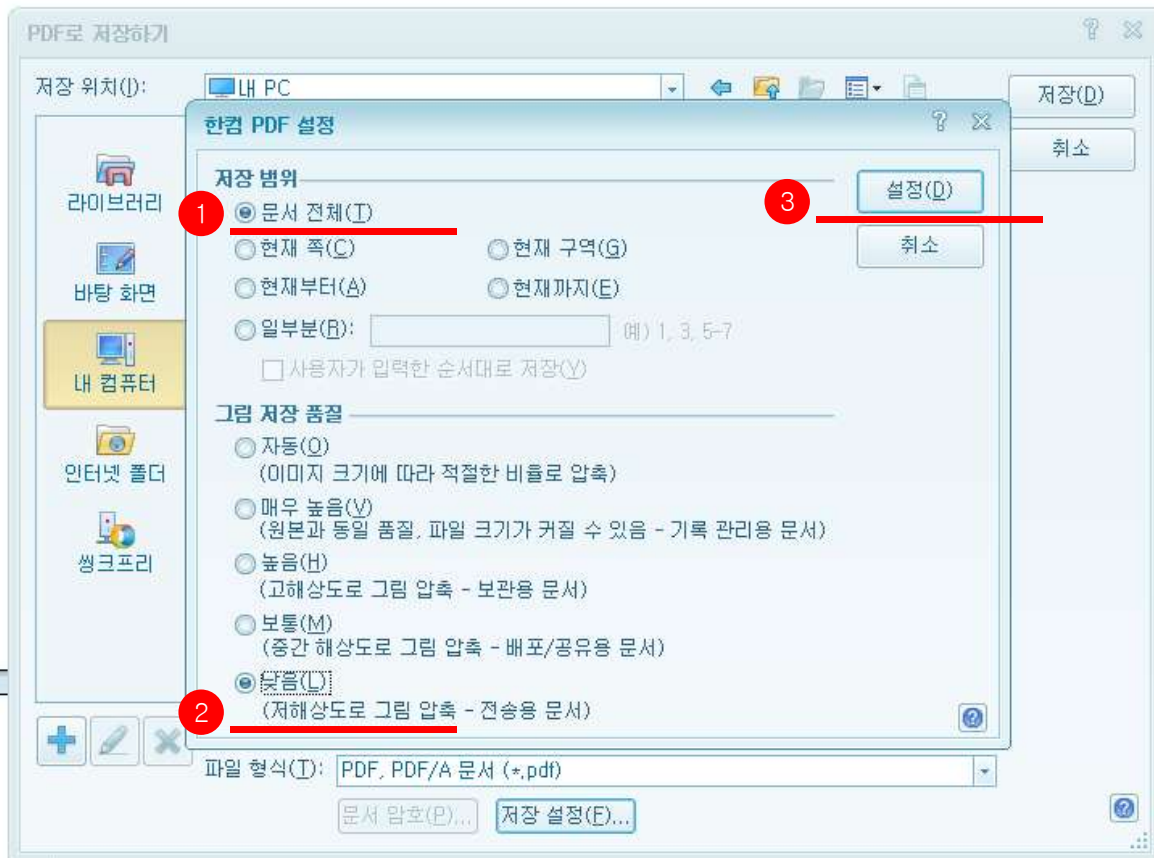 PDF로 저장하기
저장 위치(I):
내 PC
저장(D)
취소
라이브러리
바탕 화면
내 컴퓨터
인터넷 폴더
씽크프리
한컴 PDF 설정
저장 범위
설정(D)
취소
1
문서 전체(T)
3
현재 쪽(C)
현재 구역(G)
현재부터(A)
현재까지(E)
일부분(R):
예) 1, 3, 5-7
사용자가 입력한 순서대로 저장(Y)
그림 저장 품질
자동(O)
(이미지 크기에 따라 적절한 비율로 압축)
매우 높음(V)
(원본과 동일 품질, 파일 크기가 커질 수 있음 - 기록 관리용 문서)
높음(H)
(고해상도로 그림 압축 - 보관용 문서)
보통(M)
(중간 해상도로 그림 압축 - 배포/공유용 문서)
낮음(L)
2
(저해상도로 그림 압축 - 전송용 문서)
파일 형식(T):
PDF, PDF/A 문서 (*.pdf)
문서 암호(P)...
저장 설정(F)...